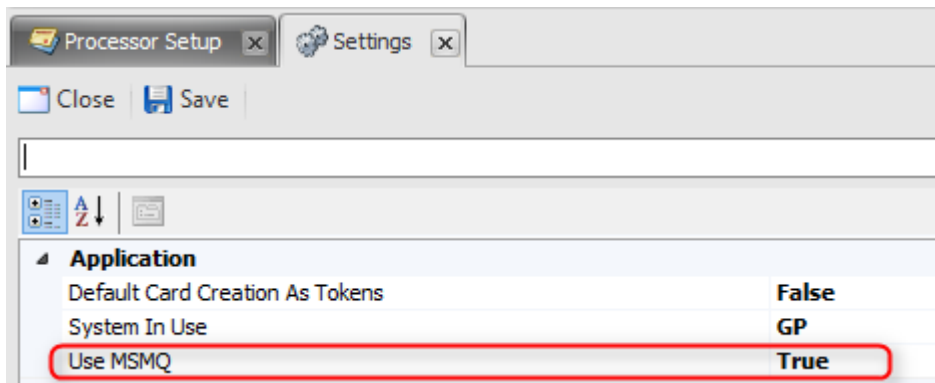 Processor Setup Settings
Close Save
A
Z
Application
Default Card Creation As Tokens False
System In Use GP
Use MSMQ True